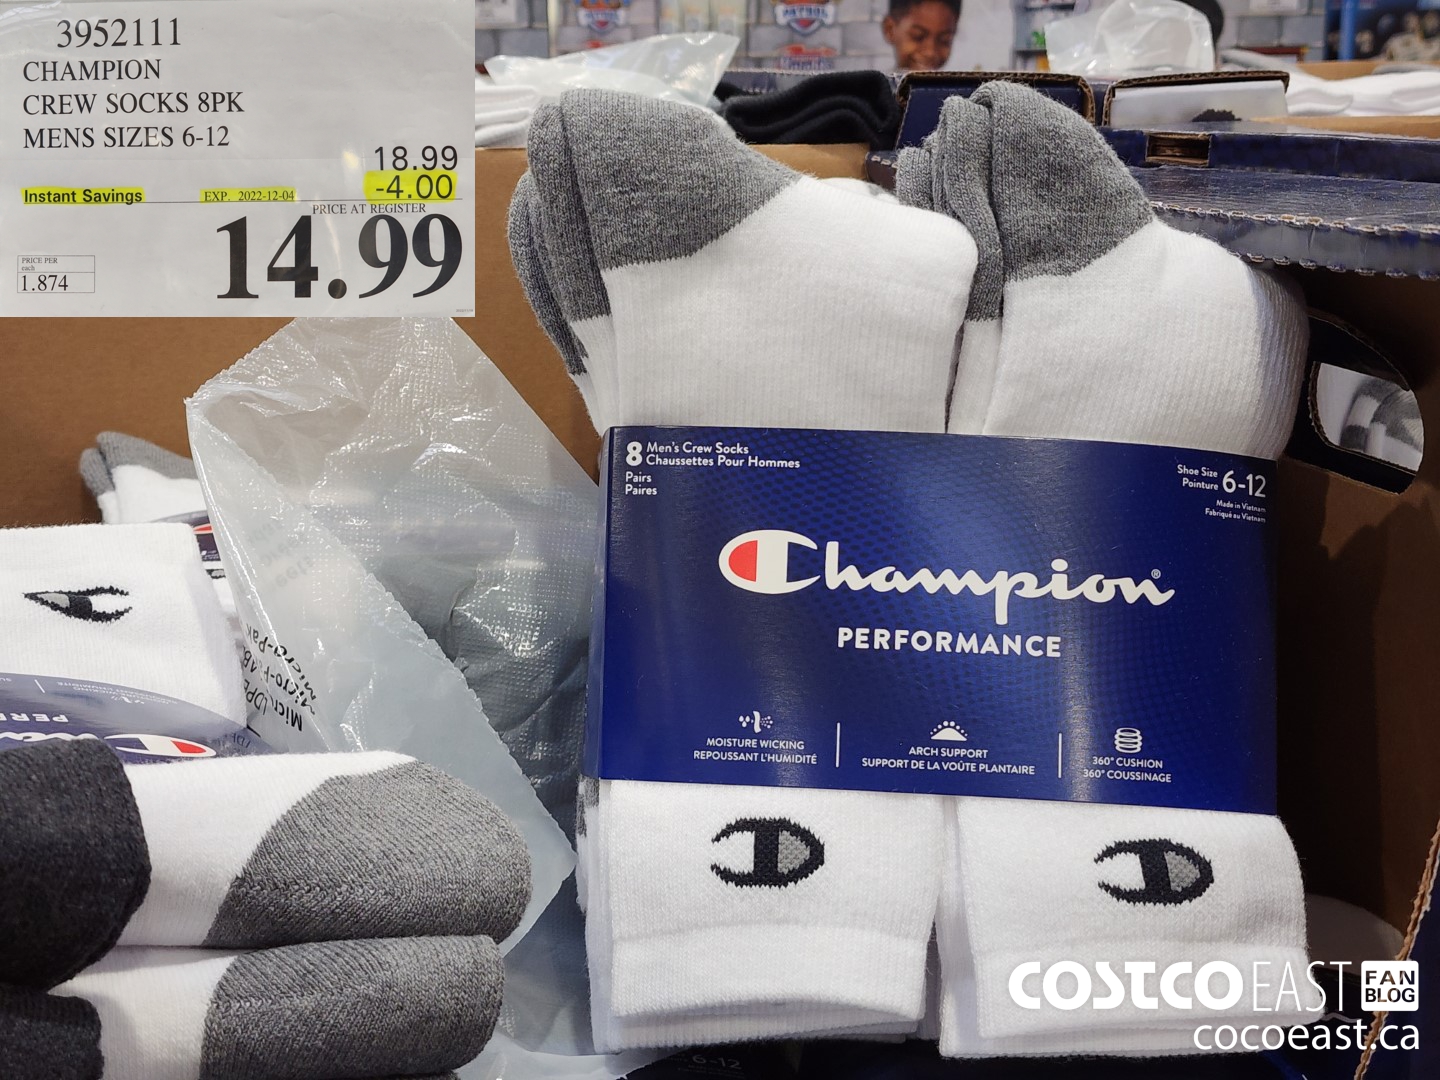 3952111
CHAMPION
CREW SOCKS 8PK
MENS SIZES 6-12
18.99
Instant Savings EXP. 2022-12-04 -4.00
PRICE AT REGISTER
14.99
PRICE PER
each
1.874
8 Men's Crew Socks
Chaussettes Pour Hommes
Pairs
Paires
Shoe Size
Pointure 6-12
Made in Vietnam
Fabriqué au Vietnam
Champion®
PERFORMANCE
MOISTURE WICKING
REPOUSSANT L'HUMIDITÉ
ARCH SUPPORT
SUPPORT DE LA VOÛTE PLANTAIRE
360° CUSHION
360° COUSSINAGE
6-12
COSTCO EAST FAN BLOG
cocoeast.ca